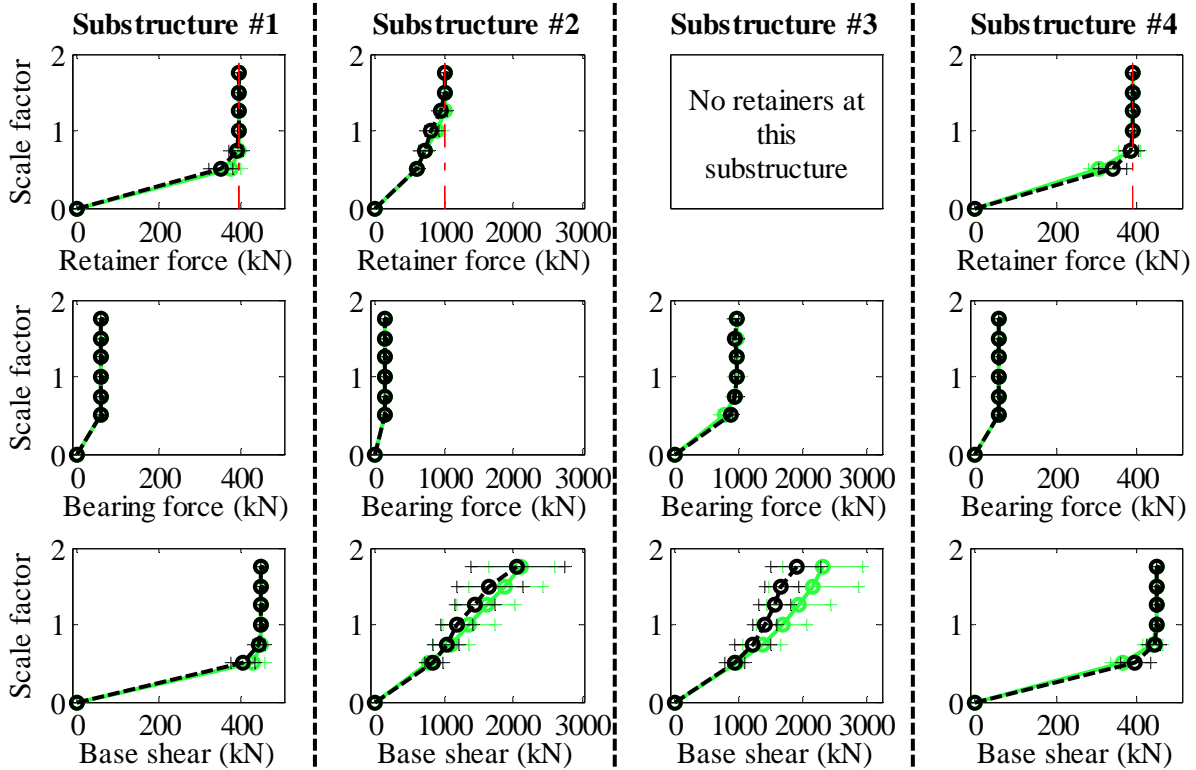 Substructure #1 Substructure #2 Substructure #3 Substructure #4
Scale factor
2
1
0
0 200 400
Retainer force (kN)
2
1
0
0 1000 2000 3000
Retainer force (kN)
No retainers at
this
substructure
2
1
0
0 200 400
Retainer force (kN)
Scale factor
2
1
0
0 200 400
Bearing force (kN)
2
1
0
0 1000 2000 3000
Bearing force (kN)
2
1
0
0 1000 2000 3000
Bearing force (kN)
2
1
0
0 200 400
Bearing force (kN)
Scale factor
2
1
0
0 200 400
Base shear (kN)
2
1
0
0 1000 2000 3000
Base shear (kN)
2
1
0
0 1000 2000 3000
Base shear (kN)
2
1
0
0 200 400
Base shear (kN)